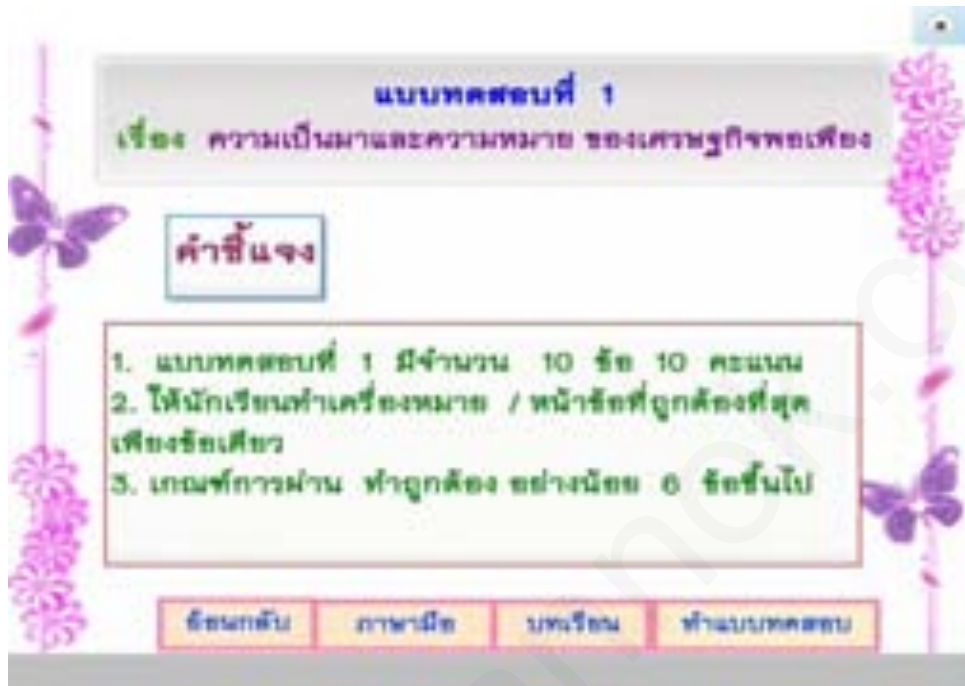 แบบทดสอบที่ 1
เรื่อง ความเป็นมาและความหมาย ของเศรษฐกิจพอเพียง
คำชี้แจง
1. แบบทดสอบที่ 1 มีจำนวน 10 ข้อ 10 คะแนน
2. ให้นักเรียนทำเครื่องหมาย / หน้าข้อที่ถูกต้องที่สุด
เพียงข้อเดียว
3. เกณฑ์การผ่าน ทำถูกต้อง อย่างน้อย 6 ข้อขึ้นไป
ย้อนกลับ ภาษามือ บทเรียน ทำแบบทดสอบ